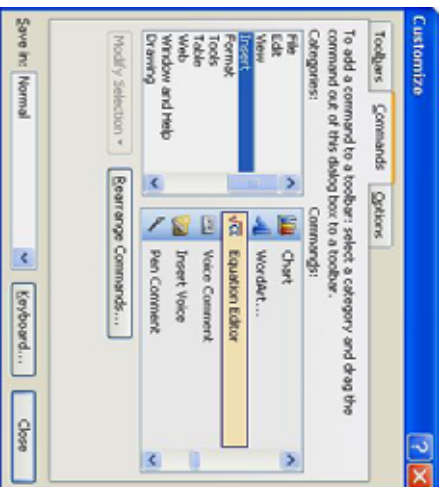 Customize
Toolbars Commands Options
To add a command to a toolbar: select a category and drag the
command out of this dialog box to a toolbar.
Categories: Commands:
File
Edit
View
Insert
Format
Tools
Table
Web
Window and Help
Drawing
Chart
WordArt...
Equation Editor
Voice Comment
Insert Voice
Pen Comment
Modify Selection
Rearrange Commands...
Save in: Normal
Keyboard...
Close